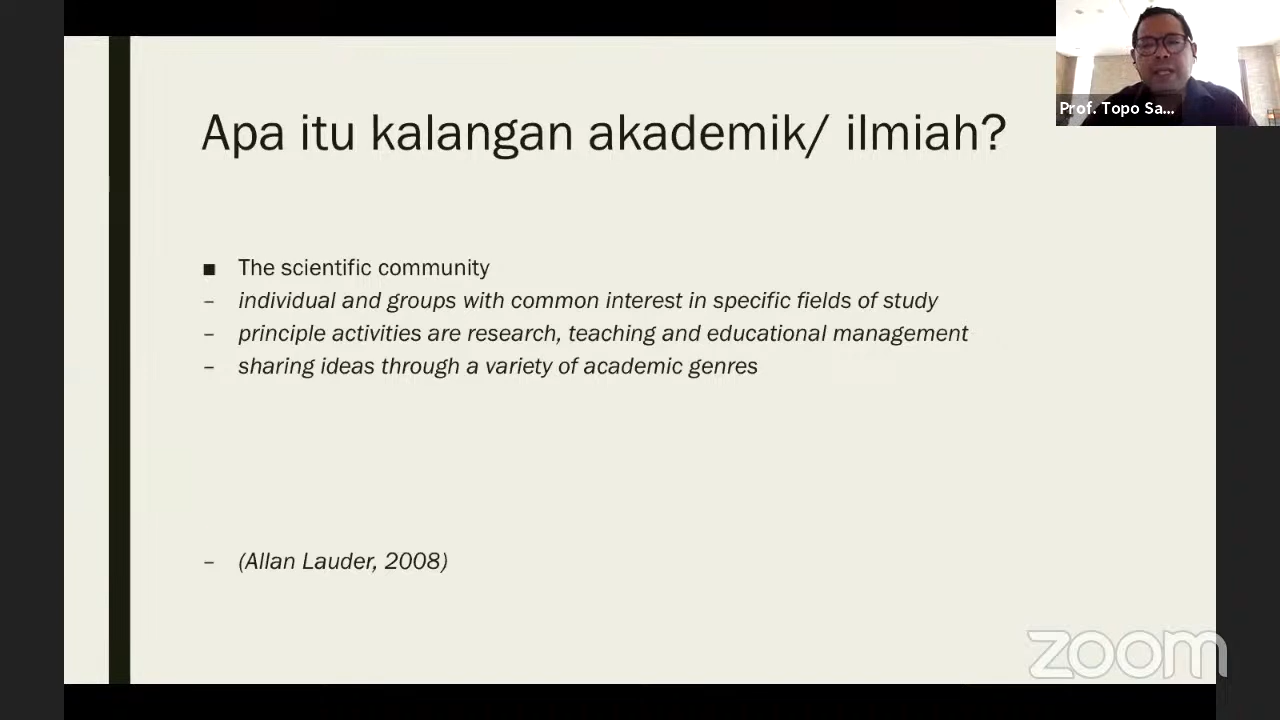 Apa itu kalangan akademik/ ilmiah?
Prof. Topo Sa...
■ The scientific community
– individual and groups with common interest in specific fields of study
– principle activities are research, teaching and educational management
– sharing ideas through a variety of academic genres
– (Allan Lauder, 2008)
zoom